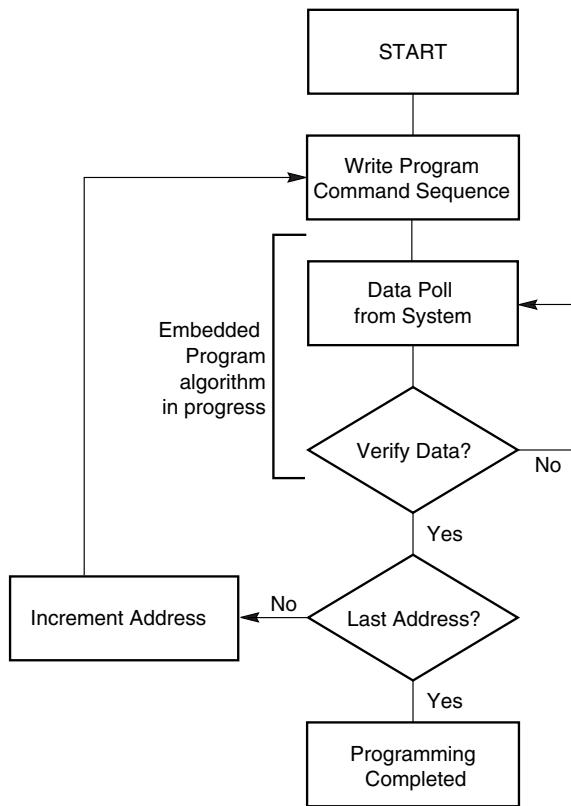 START
Write Program
Command Sequence
Data Poll
from System
Embedded
Program
algorithm
in progress
Verify Data?
No
Yes
Increment Address
No
Last Address?
Yes
Programming
Completed